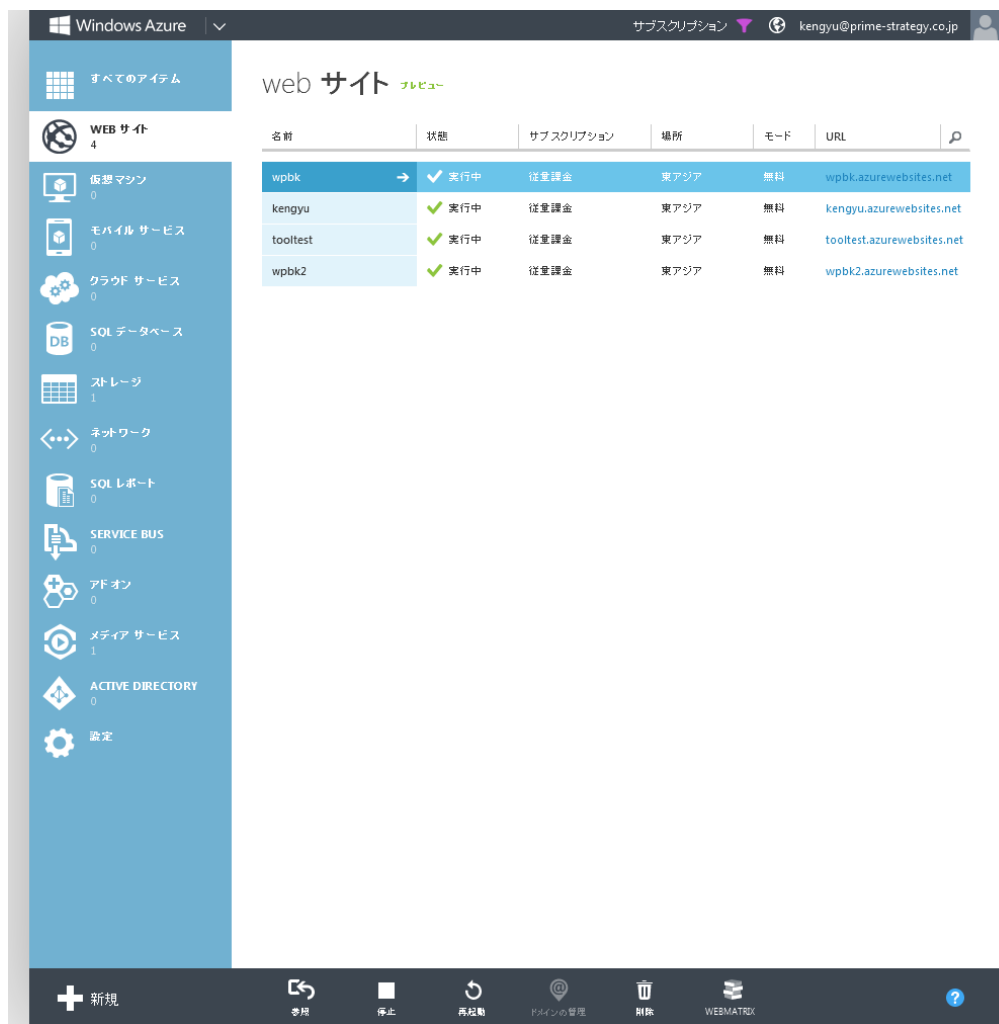 Windows Azure
サブスクリプション
kengyu@prime-strategy.co.jp
すべてのアイテム
WEB サイト
4
仮想マシン
0
モバイル サービス
0
クラウド サービス
0
SQL データベース
0
DB
ストレージ
1
ネットワーク
0
SQL レポート
0
SERVICE BUS
0
アドオン
0
メディア サービス
1
ACTIVE DIRECTORY
0
設定
web サイト プレビュー
名前 状態 サブスクリプション 場所 モード URL
wpbk 実行中 従量課金 東アジア 無料 wpbk.azurewebsites.net
kengyu 実行中 従量課金 東アジア 無料 kengyu.azurewebsites.net
tooltest 実行中 従量課金 東アジア 無料 tooltest.azurewebsites.net
wpbk2 実行中 従量課金 東アジア 無料 wpbk2.azurewebsites.net
新規
参照 停止 再起動 ドメインの管理 削除 WEBMATRIX
?